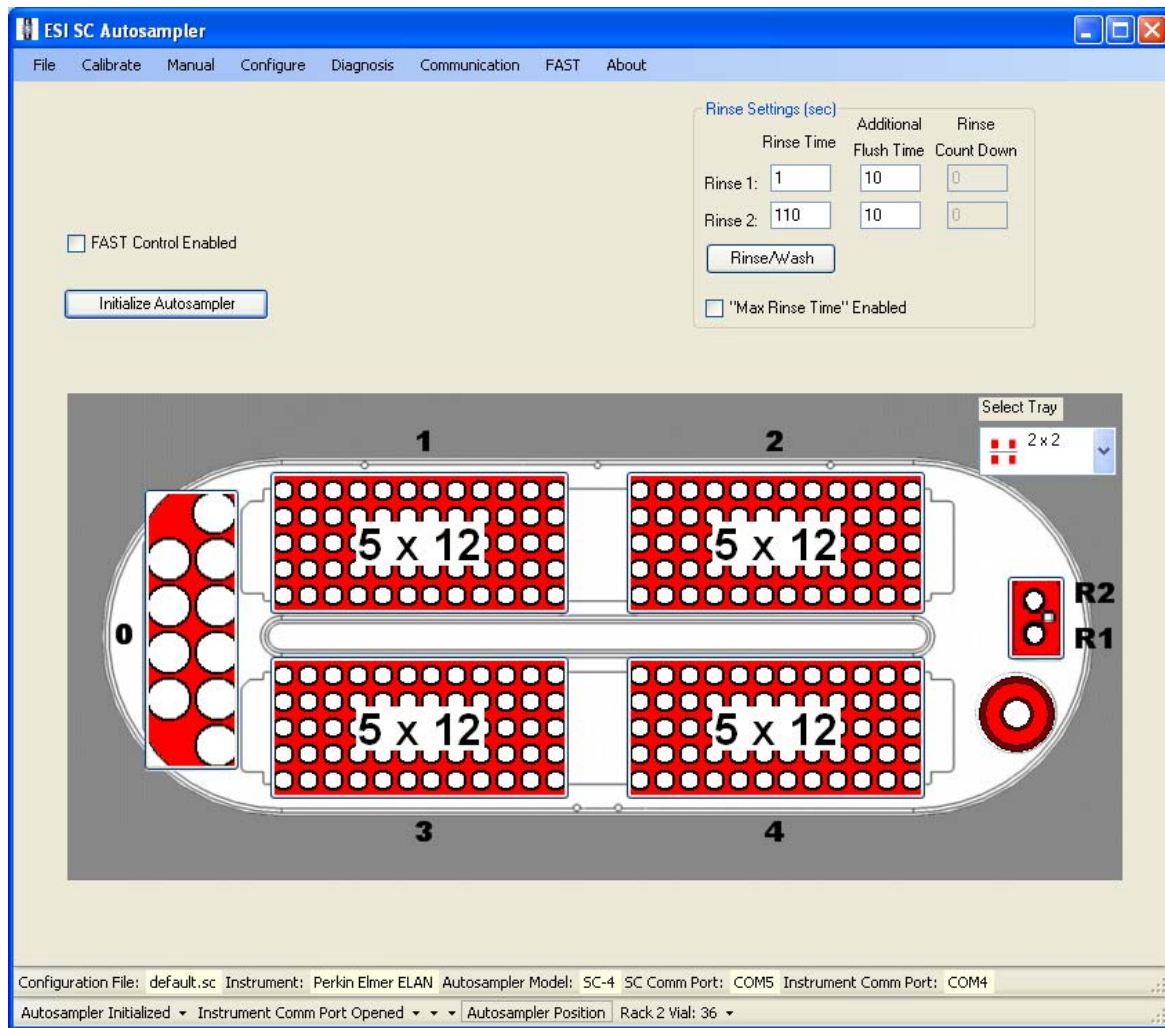 ESI SC Autosampler
File Calibrate Manual Configure Diagnosis Communication FAST About
Rinse Settings (sec)
Rinse Time Additional Flush Time Rinse Count Down
Rinse 1: 1 10 0
Rinse 2: 110 10 0
Rinse/Wash
"Max Rinse Time" Enabled
FAST Control Enabled
Initialize Autosampler
Select Tray
2 x 2
1 2
5 x 12 5 x 12
0
R2
R1
5 x 12 5 x 12
3 4
Configuration File: default.sc Instrument: Perkin Elmer ELAN Autosampler Model: SC-4 SC Comm Port: COM5 Instrument Comm Port: COM4
Autosampler Initialized Instrument Comm Port Opened Autosampler Position Rack 2 Vial: 36